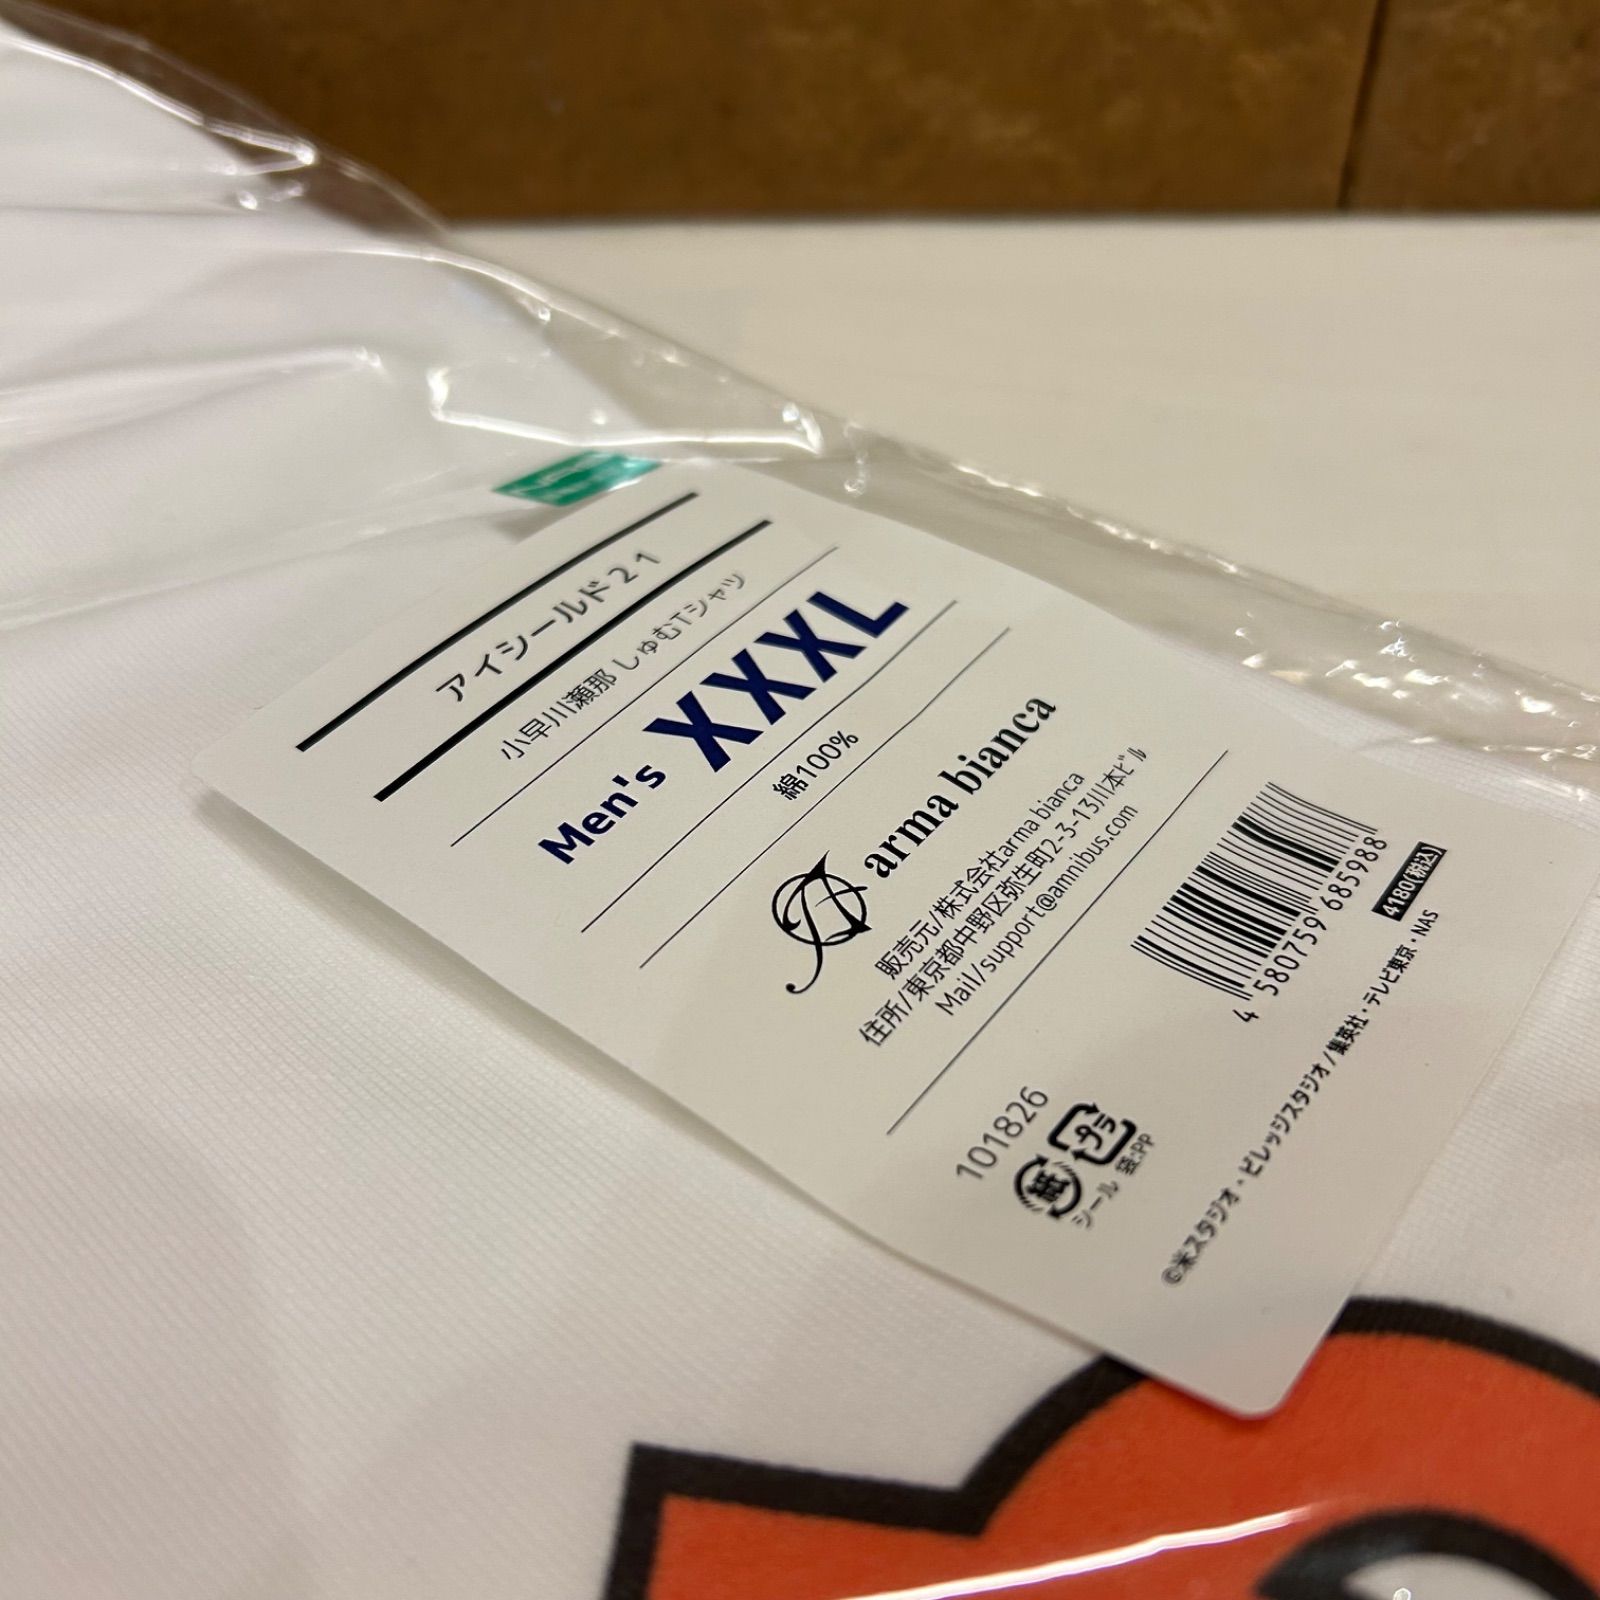 アイシールド21
小早川瀬那 しゅむTシャツ
Men's XXXL
綿100%
arma bianca
販売元/株式会社arma bianca
住所/東京都中野区弥生町2-3-13川本ビル
Mail/support@amnibus.com
4 580759 685988
4180(税込)
101826
紙 プラ
シール 袋:PP
©米スタジオ・ビレッジスタジオ/集英社・テレビ東京・NAS